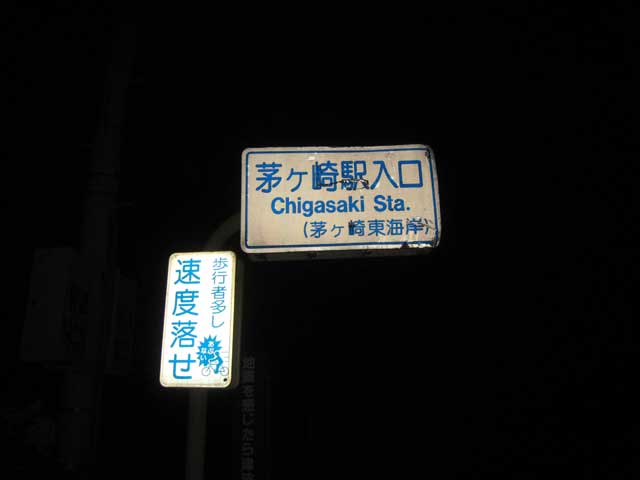 茅ヶ崎駅入口
Chigasaki Sta.
(茅ヶ崎東海岸)
歩行者多し
速度落せ